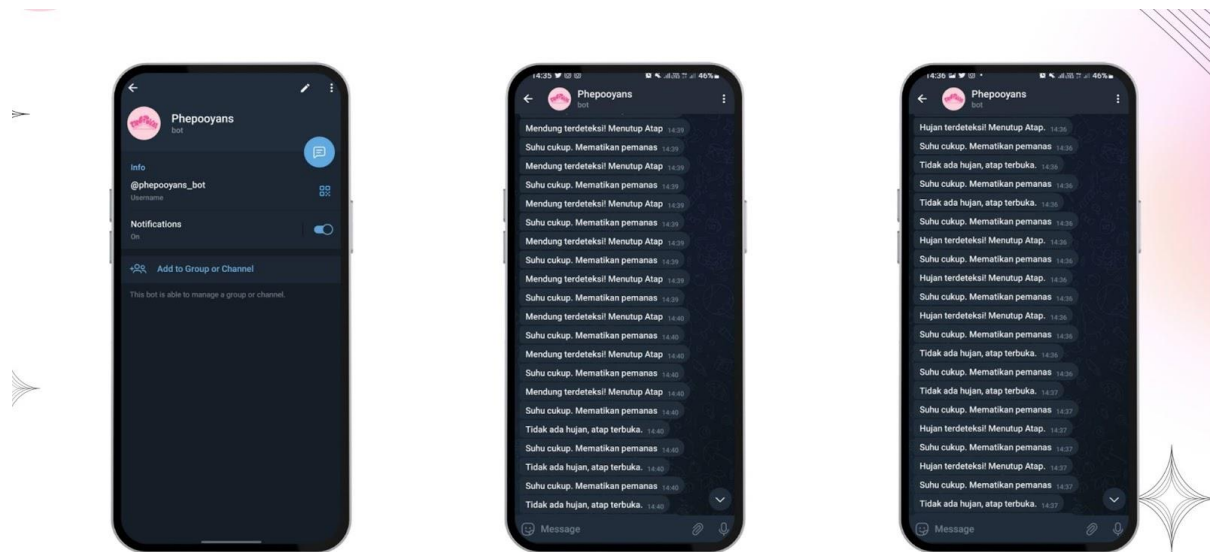 Phepooyans
bot
Info
@phepooyans_bot
Username
Notifications
On
Add to Group or Channel
This bot is able to manage a group or channel.
14:35
46%
Phepooyans
bot
Mendung terdeteksi! Menutup Atap 14:39
Suhu cukup. Mematikan pemanas 14:39
Mendung terdeteksi! Menutup Atap 14:39
Suhu cukup. Mematikan pemanas 14:39
Mendung terdeteksi! Menutup Atap 14:39
Suhu cukup. Mematikan pemanas 14:39
Mendung terdeteksi! Menutup Atap 14:39
Suhu cukup. Mematikan pemanas 14:39
Mendung terdeteksi! Menutup Atap 14:39
Suhu cukup. Mematikan pemanas 14:39
Mendung terdeteksi! Menutup Atap 14:40
Suhu cukup. Mematikan pemanas 14:40
Mendung terdeteksi! Menutup Atap 14:40
Suhu cukup. Mematikan pemanas 14:40
Mendung terdeteksi! Menutup Atap 14:40
Suhu cukup. Mematikan pemanas 14:40
Tidak ada hujan, atap terbuka. 14:40
Suhu cukup. Mematikan pemanas 14:40
Tidak ada hujan, atap terbuka. 14:40
Suhu cukup. Mematikan pemanas 14:40
Tidak ada hujan, atap terbuka. 14:40
Message
14:36
46%
Phepooyans
bot
Hujan terdeteksi! Menutup Atap. 14:36
Suhu cukup. Mematikan pemanas 14:36
Tidak ada hujan, atap terbuka. 14:36
Suhu cukup. Mematikan pemanas 14:36
Tidak ada hujan, atap terbuka. 14:36
Suhu cukup. Mematikan pemanas 14:36
Hujan terdeteksi! Menutup Atap. 14:36
Suhu cukup. Mematikan pemanas 14:36
Hujan terdeteksi! Menutup Atap. 14:36
Suhu cukup. Mematikan pemanas 14:36
Hujan terdeteksi! Menutup Atap. 14:36
Suhu cukup. Mematikan pemanas 14:36
Tidak ada hujan, atap terbuka. 14:36
Suhu cukup. Mematikan pemanas 14:36
Tidak ada hujan, atap terbuka. 14:37
Suhu cukup. Mematikan pemanas 14:37
Hujan terdeteksi! Menutup Atap. 14:37
Suhu cukup. Mematikan pemanas 14:37
Hujan terdeteksi! Menutup Atap. 14:37
Suhu cukup. Mematikan pemanas 14:37
Tidak ada hujan, atap terbuka. 14:37
Message